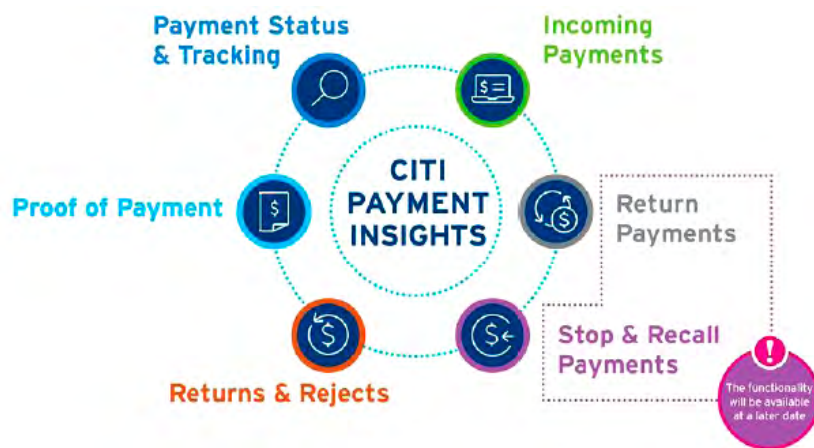 Payment Status
& Tracking
Incoming
Payments
CITI
PAYMENT
INSIGHTS
Proof of Payment
Return
Payments
Returns & Rejects
Stop & Recall
Payments
!
The functionality
will be available
at a later date
$
$
$
$
$